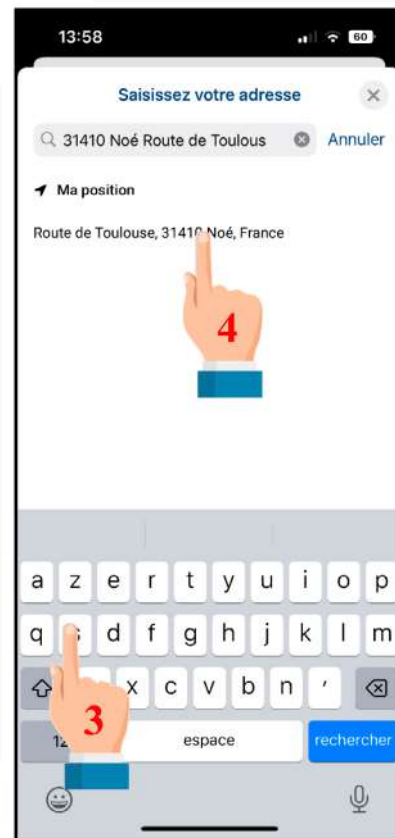 13:58
60
Saisissez votre adresse
31410 Noé Route de Toulous
Annuler
Ma position
Route de Toulouse, 31410 Noé, France
4
a z e r t y u i o p
q s d f g h j k l m
x c v b n ,
3
12
espace
rechercher